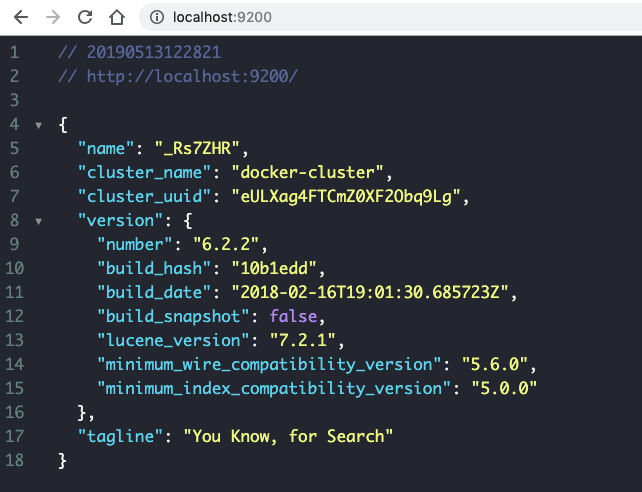 localhost:9200
1 // 20190513122821
2 // http://localhost:9200/
3
4 {
5 "name": "_Rs7ZHR",
6 "cluster_name": "docker-cluster",
7 "cluster_uuid": "eULXag4FTCmZ0XF2Obq9Lg",
8 "version": {
9 "number": "6.2.2",
10 "build_hash": "10b1edd",
11 "build_date": "2018-02-16T19:01:30.685723Z",
12 "build_snapshot": false,
13 "lucene_version": "7.2.1",
14 "minimum_wire_compatibility_version": "5.6.0",
15 "minimum_index_compatibility_version": "5.0.0"
16 },
17 "tagline": "You Know, for Search"
18 }